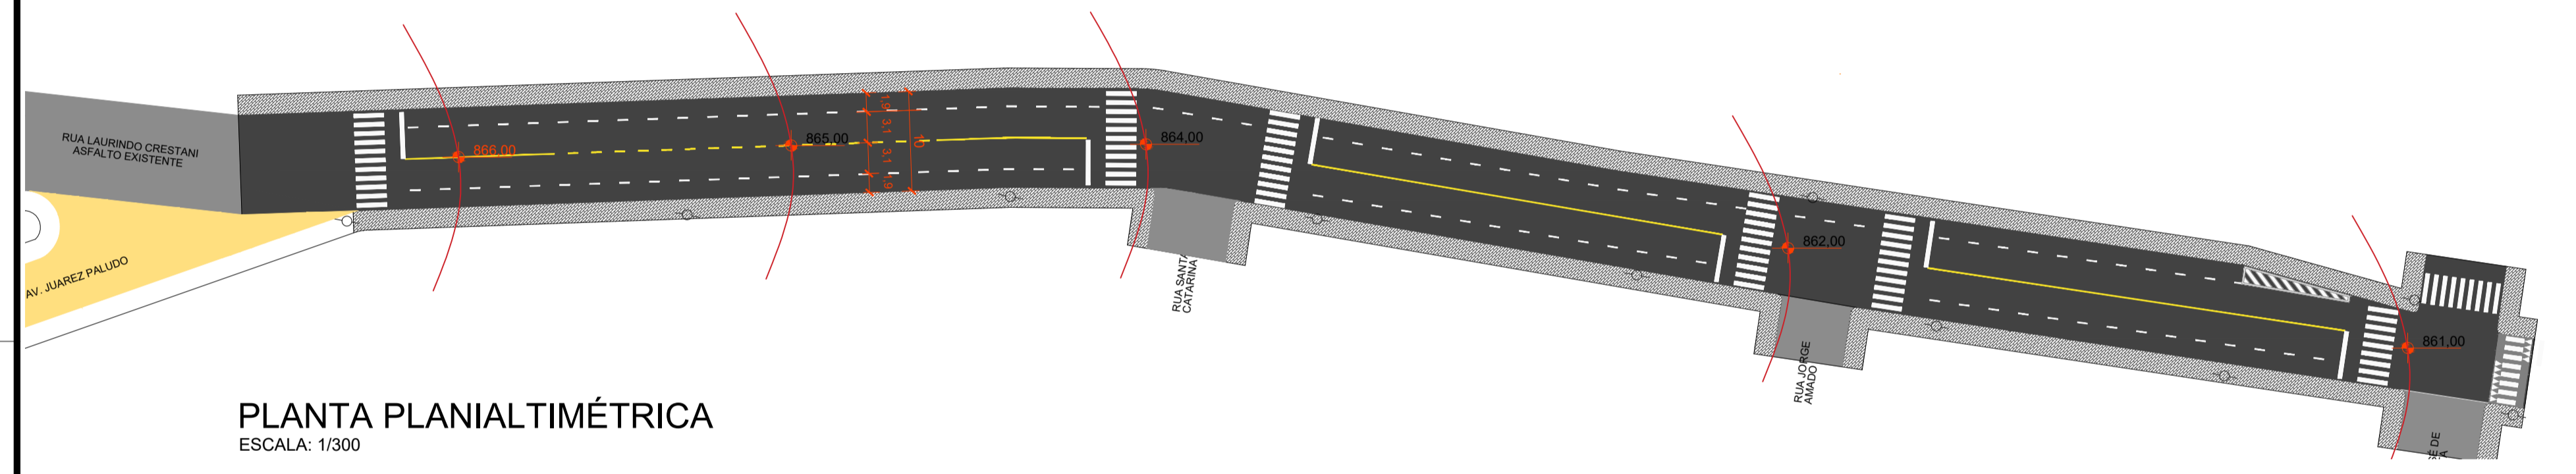 RUA LAURINDO CRESTANI
ASFALTO EXISTENTE
AV. JUAREZ PALUDO
866,00
865,00
1,9
3,1
3,1
1,9
10
864,00
RUA SANTA
CATARINA
862,00
RUA JORGE
AMADO
861,00
DE
PLANTA PLANIALTIMÉTRICA
ESCALA: 1/300